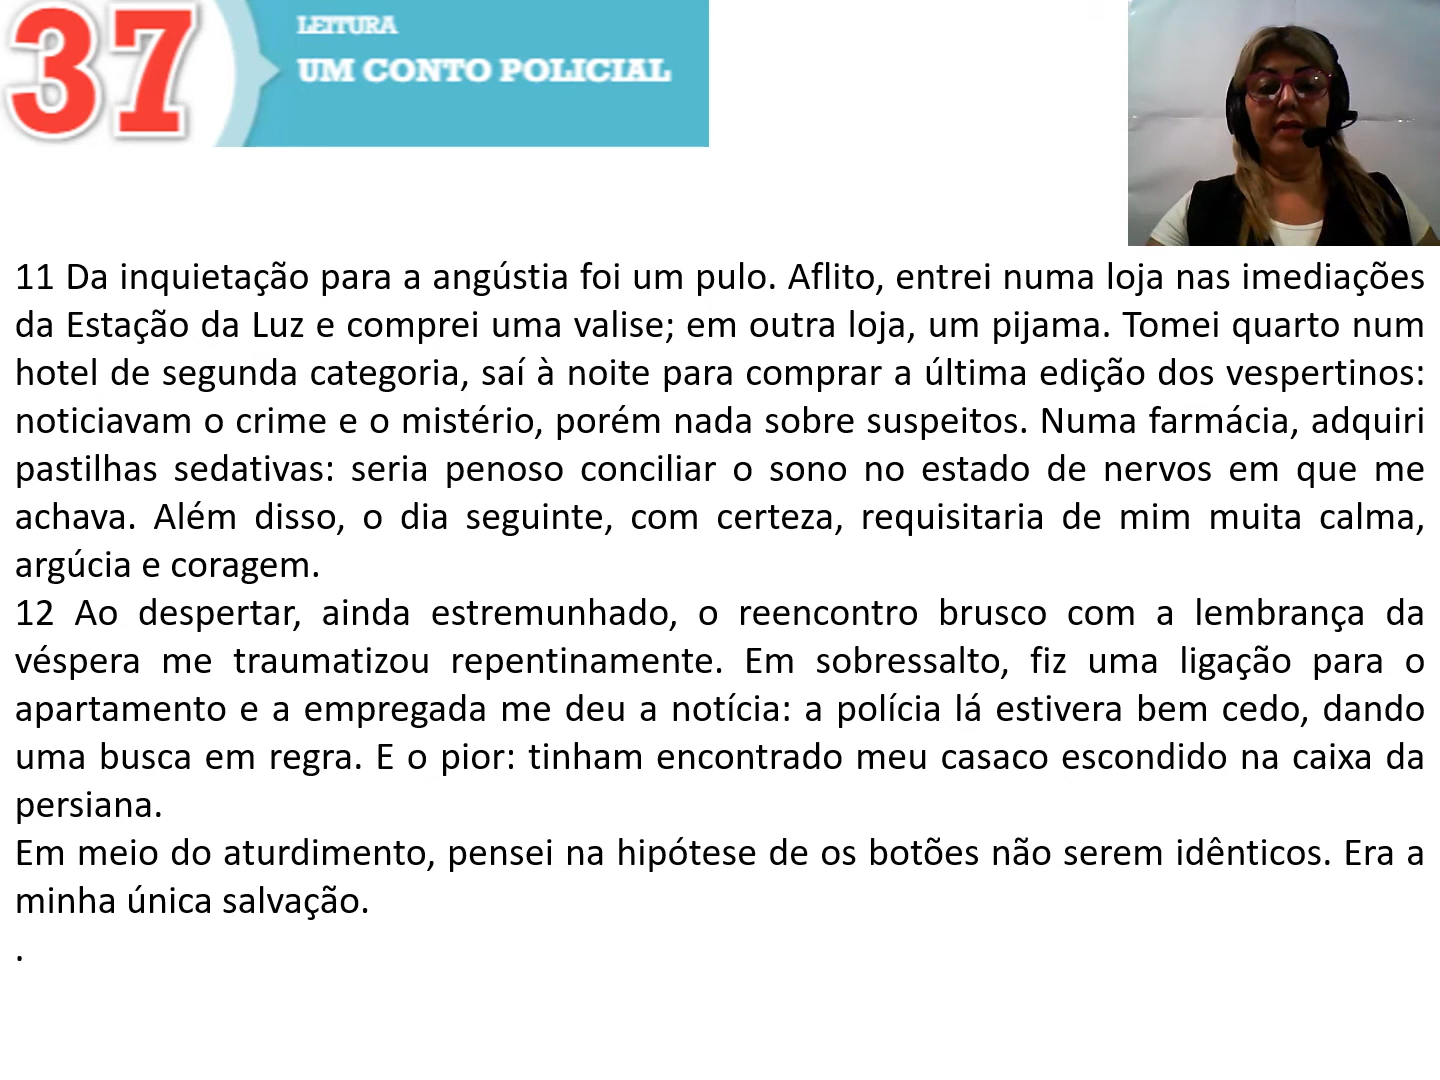 37
LEITURA
UM CONTO POLICIAL
11 Da inquietação para a angústia foi um pulo. Aflito, entrei numa loja nas imediações
da Estação da Luz e comprei uma valise; em outra loja, um pijama. Tomei quarto num
hotel de segunda categoria, saí à noite para comprar a última edição dos vespertinos:
noticiavam o crime e o mistério, porém nada sobre suspeitos. Numa farmácia, adquiri
pastilhas sedativas: seria penoso conciliar o sono no estado de nervos em que me
achava. Além disso, o dia seguinte, com certeza, requisitaria de mim muita calma,
argúcia e coragem.
12 Ao despertar, ainda estremunhado, o reencontro brusco com a lembrança da
véspera me traumatizou repentinamente. Em sobressalto, fiz uma ligação para o
apartamento e a empregada me deu a notícia: a polícia lá estivera bem cedo, dando
uma busca em regra. E o pior: tinham encontrado meu casaco escondido na caixa da
persiana.
Em meio do aturdimento, pensei na hipótese de os botões não serem idênticos. Era a
minha única salvação.
.